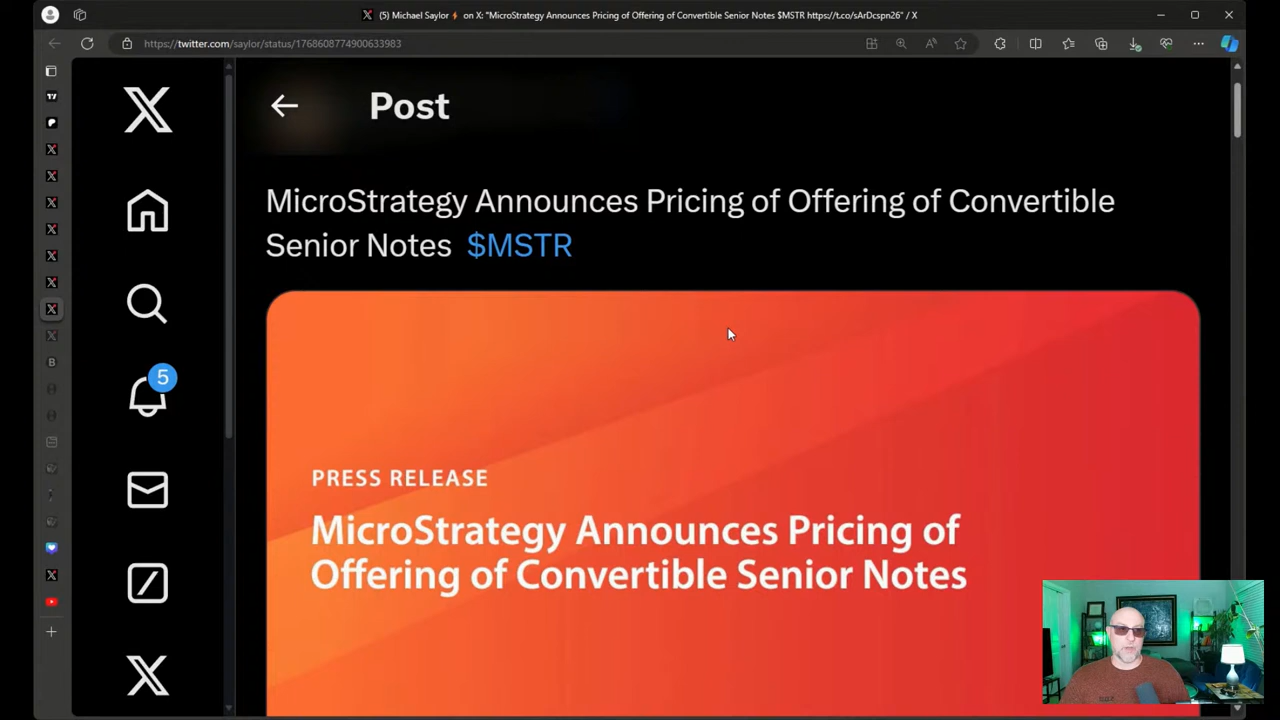 (5) Michael Saylor⚡ on X: "MicroStrategy Announces Pricing of Offering of Convertible Senior Notes $MSTR https://t.co/sArDcspn26" / X
https://twitter.com/saylor/status/1768608774900633983
Post
MicroStrategy Announces Pricing of Offering of Convertible
Senior Notes $MSTR
5
PRESS RELEASE
MicroStrategy Announces Pricing of
Offering of Convertible Senior Notes